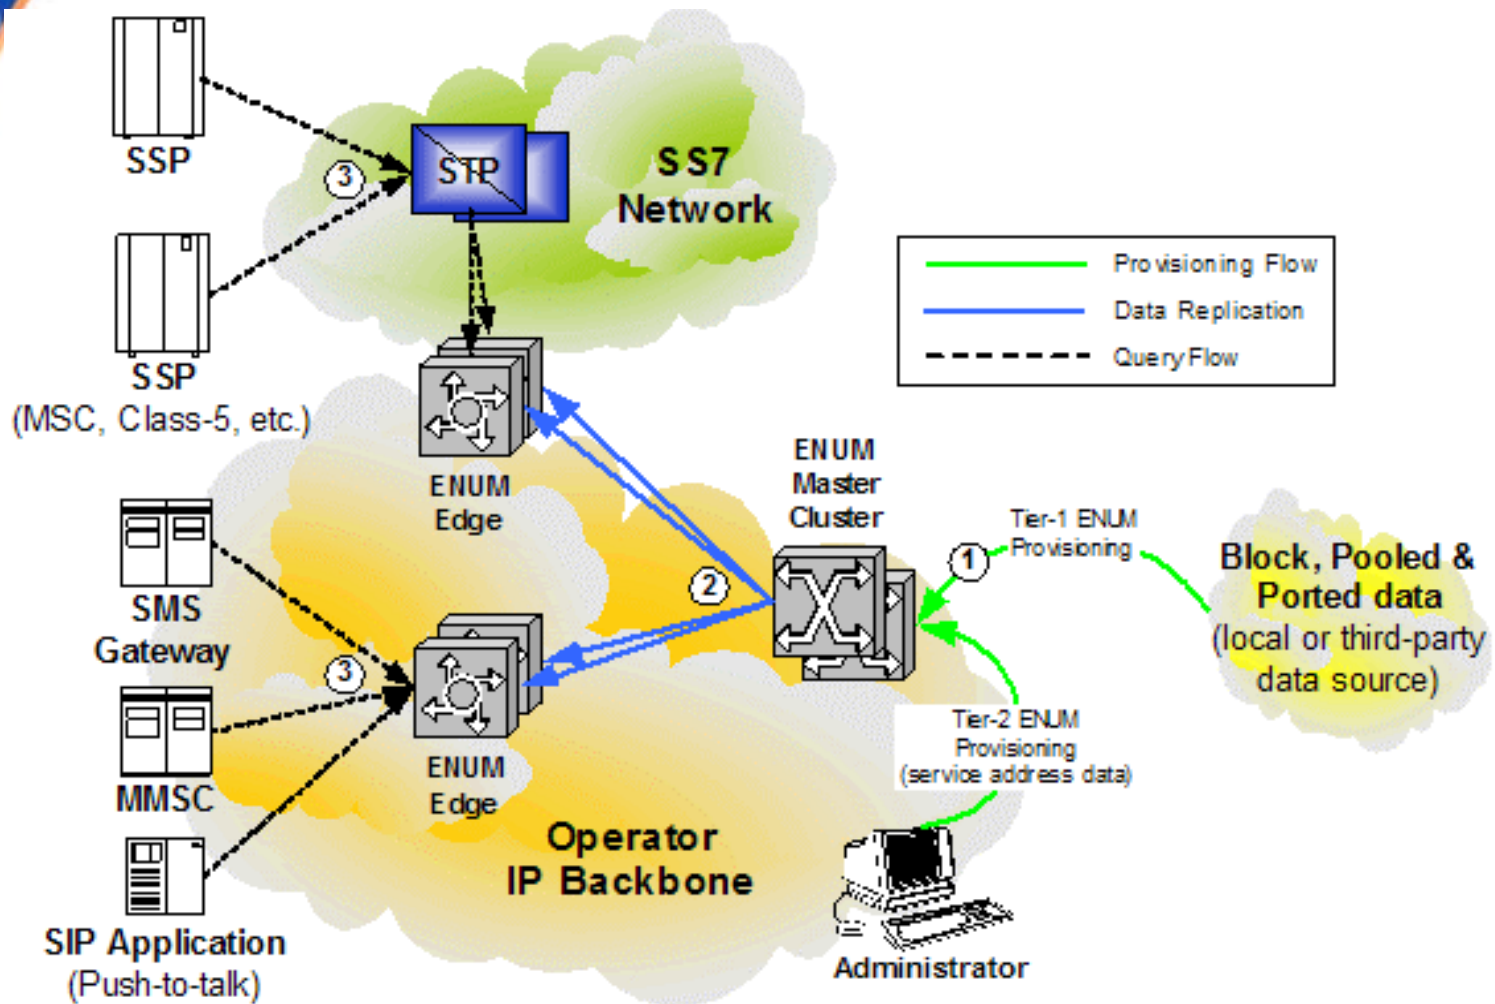 SSP
3
STP
SS7
Network
SSP
(MSC, Class-5, etc.)
Provisioning Flow
Data Replication
Query Flow
ENUM
Edge
ENUM
Master
Cluster
Tier-1 ENUM
Provisioning
1
Block, Pooled &
Ported data
(local or third-party
data source)
2
SMS
Gateway
3
MMSC
ENUM
Edge
Tier-2 ENUM
Provisioning
(service address data)
Operator
IP Backbone
SIP Application
(Push-to-talk)
Administrator